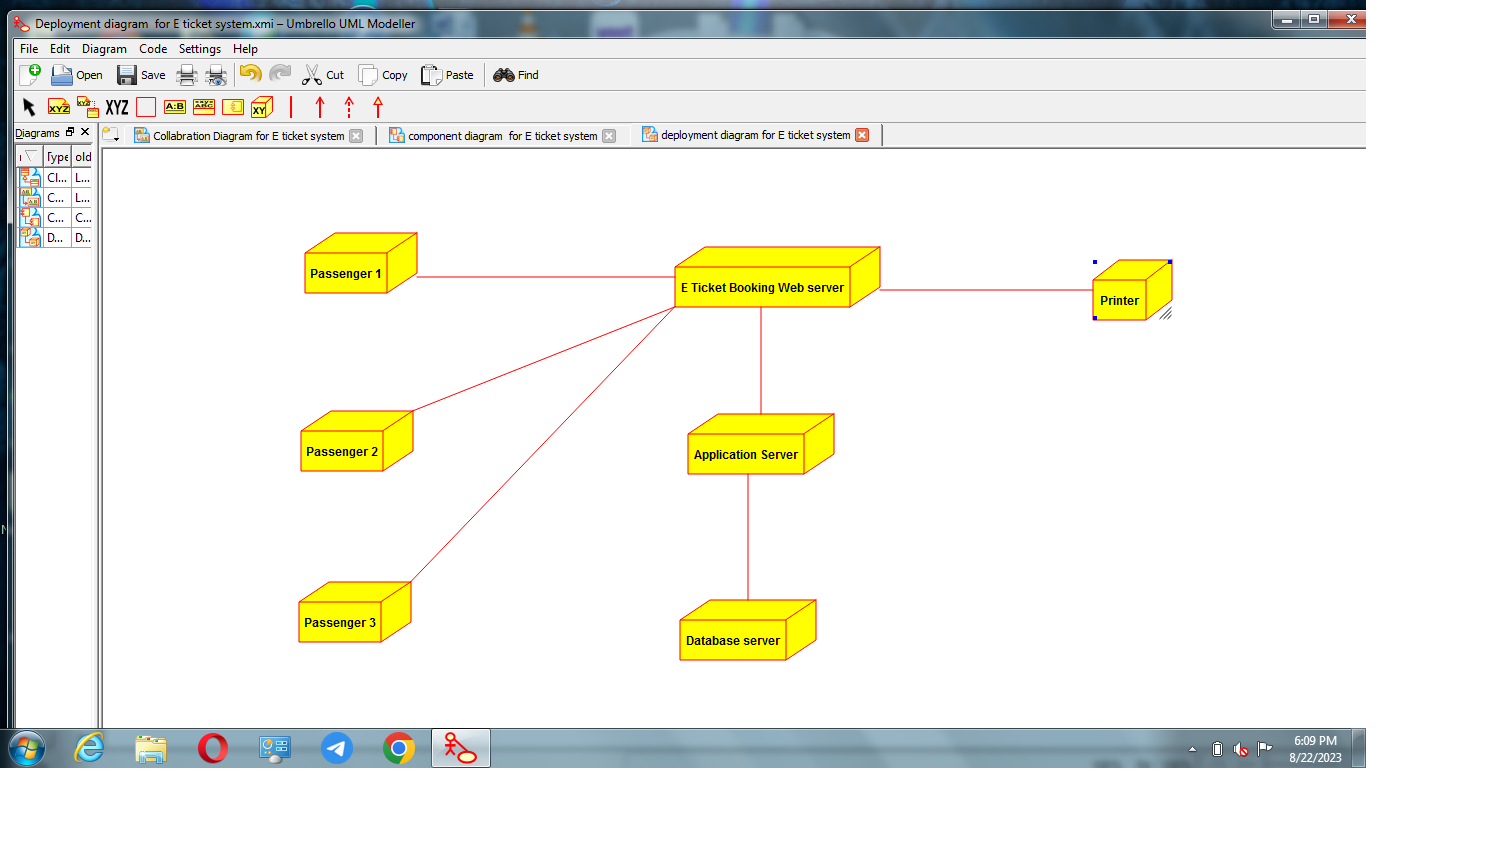 Deployment diagram  for E ticket system.xmi – Umbrello UML Modeller
File Edit Diagram Code Settings Help
Open Save Cut Copy Paste Find
XYZ XYZ A:B ABC XY
Diagrams
Collabration Diagram for E ticket system
component diagram  for E ticket system
deployment diagram for E ticket system
Type old
Cl... L...
C... L...
C... C...
D... D...
Passenger 1
E Ticket Booking Web server
Printer
Passenger 2
Application Server
Passenger 3
Database server
6:09 PM
8/22/2023